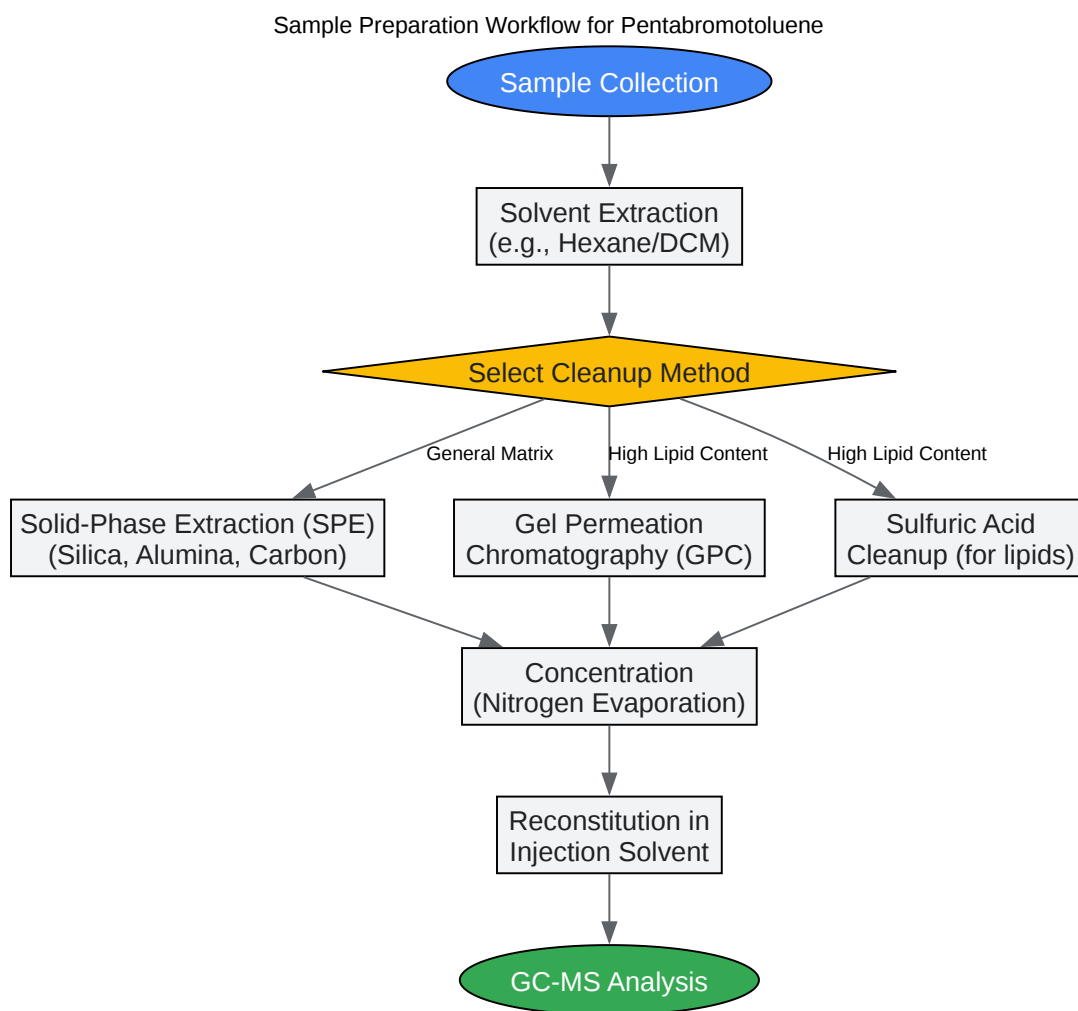 Sample Preparation Workflow for Pentabromotoluene
Sample Collection
Solvent Extraction
(e.g., Hexane/DCM)
Select Cleanup Method
General Matrix
High Lipid Content
High Lipid Content
Solid-Phase Extraction (SPE)
(Silica, Alumina, Carbon)
Gel Permeation
Chromatography (GPC)
Sulfuric Acid
Cleanup (for lipids)
Concentration
(Nitrogen Evaporation)
Reconstitution in
Injection Solvent
GC-MS Analysis